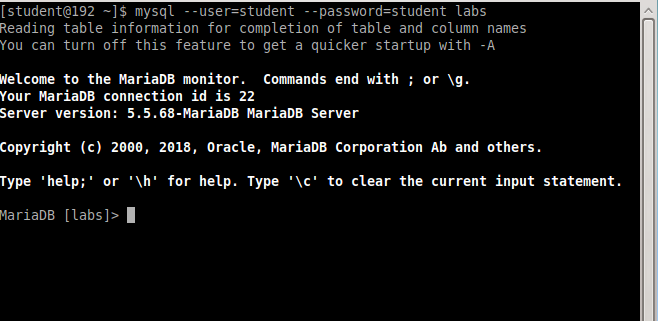 [student@192 ~]$ mysql --user=student --password=student labs
Reading table information for completion of table and column names
You can turn off this feature to get a quicker startup with -A
Welcome to the MariaDB monitor.  Commands end with ; or \g.
Your MariaDB connection id is 22
Server version: 5.5.68-MariaDB MariaDB Server
Copyright (c) 2000, 2018, Oracle, MariaDB Corporation Ab and others.
Type 'help;' or '\h' for help. Type '\c' to clear the current input statement.
MariaDB [labs]>